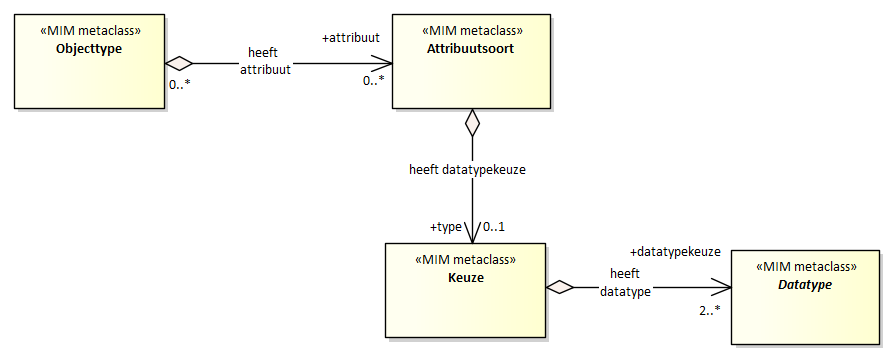 «MIM metaclass»
Objecttype
heeft
attribuut
0..*
+attribuut
0..*
«MIM metaclass»
Attribuutsoort
heeft datatypekeuze
+type
0..1
«MIM metaclass»
Keuze
heeft
datatype
+datatypekeuze
2..*
«MIM metaclass»
Datatype